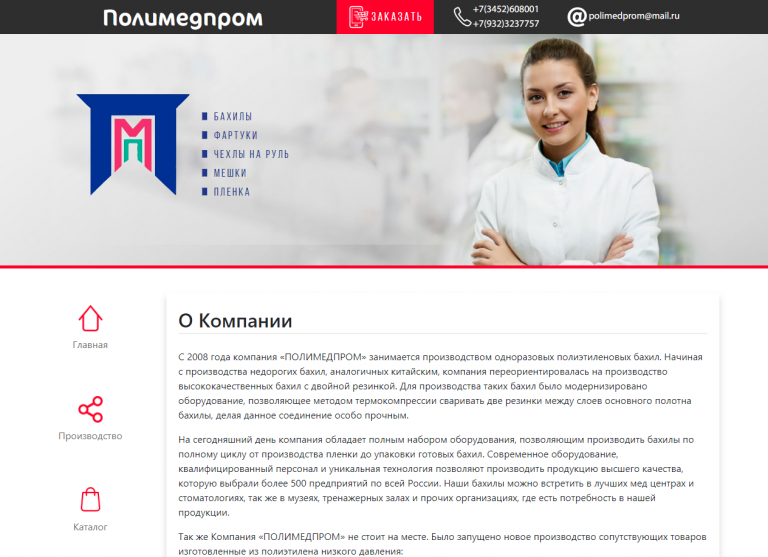 Полимедпром
ЗАКАЗАТЬ
+7(3452)608001
+7(932)3237757
@ polimedprom@mail.ru
МП
БАХИЛЫ
ФАРТУКИ
ЧЕХЛЫ НА РУЛЬ
МЕШКИ
ПЛЕНКА
Главная
Производство
Каталог
О Компании
С 2008 года компания «ПОЛИМЕДПРОМ» занимается производством одноразовых полиэтиленовых бахил. Начиная
с производства недорогих бахил, аналогичных китайским, компания переориентировалась на производство
высококачественных бахил с двойной резинкой. Для производства таких бахил было модернизировано
оборудование, позволяющее методом термокомпрессии сваривать две резинки между слоев основного полотна
бахилы, делая данное соединение особо прочным.
На сегодняшний день компания обладает полным набором оборудования, позволяющим производить бахилы по
полному циклу от производства пленки до упаковки готовых бахил. Современное оборудование,
квалифицированный персонал и уникальная технология позволяют производить продукцию высшего качества,
которую выбрали более 500 предприятий по всей России. Наши бахилы можно встретить в лучших мед центрах и
стоматологиях, так же в музеях, тренажерных залах и прочих организациях, где есть потребность в нашей
продукции.
Так же Компания «ПОЛИМЕДПРОМ» не стоит на месте. Было запущено новое производство сопутствующих товаров
изготовленные из полиэтилена низкого давления: